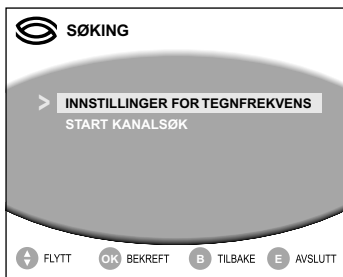 SØKING
> INNSTILLINGER FOR TEGNFREKVENS
START KANALSØK
FLYTT OK BEKREFT B TILBAKE E AVSLUTT